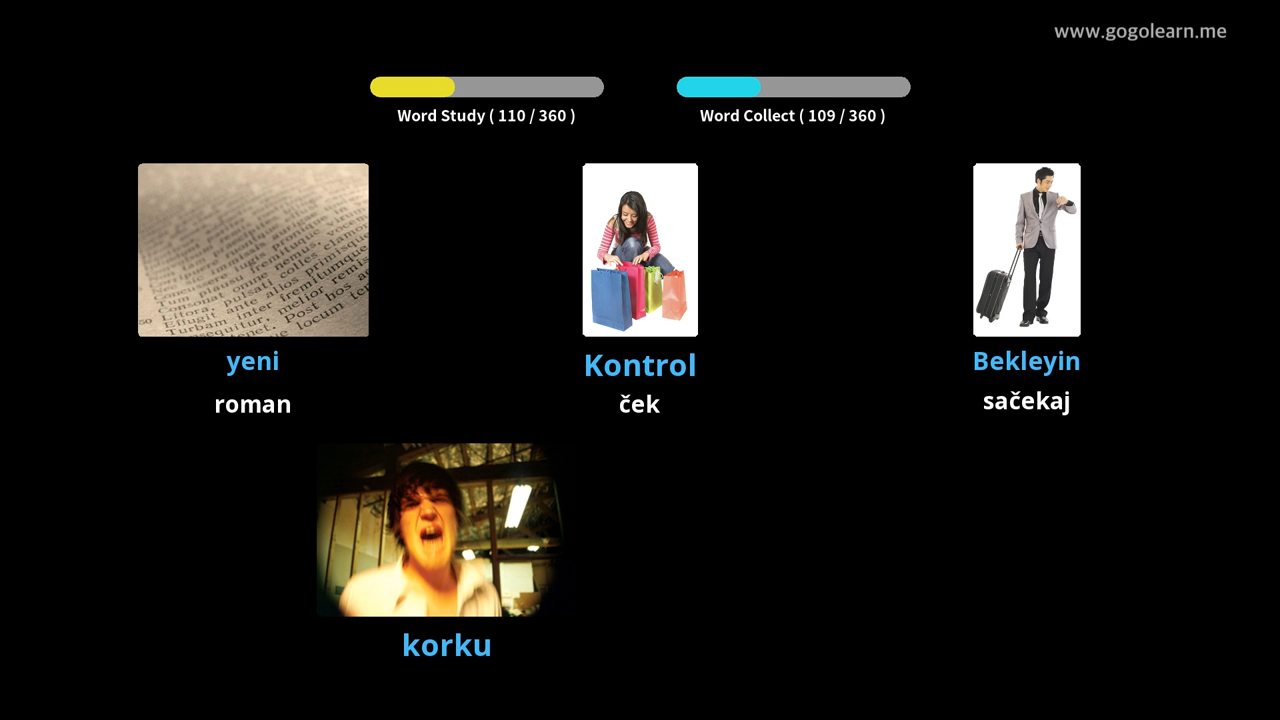 www.gogolearn.me
Word Study ( 110 / 360 )
Word Collect ( 109 / 360 )
yeni
roman
Kontrol
ček
Bekleyin
sačekaj
korku